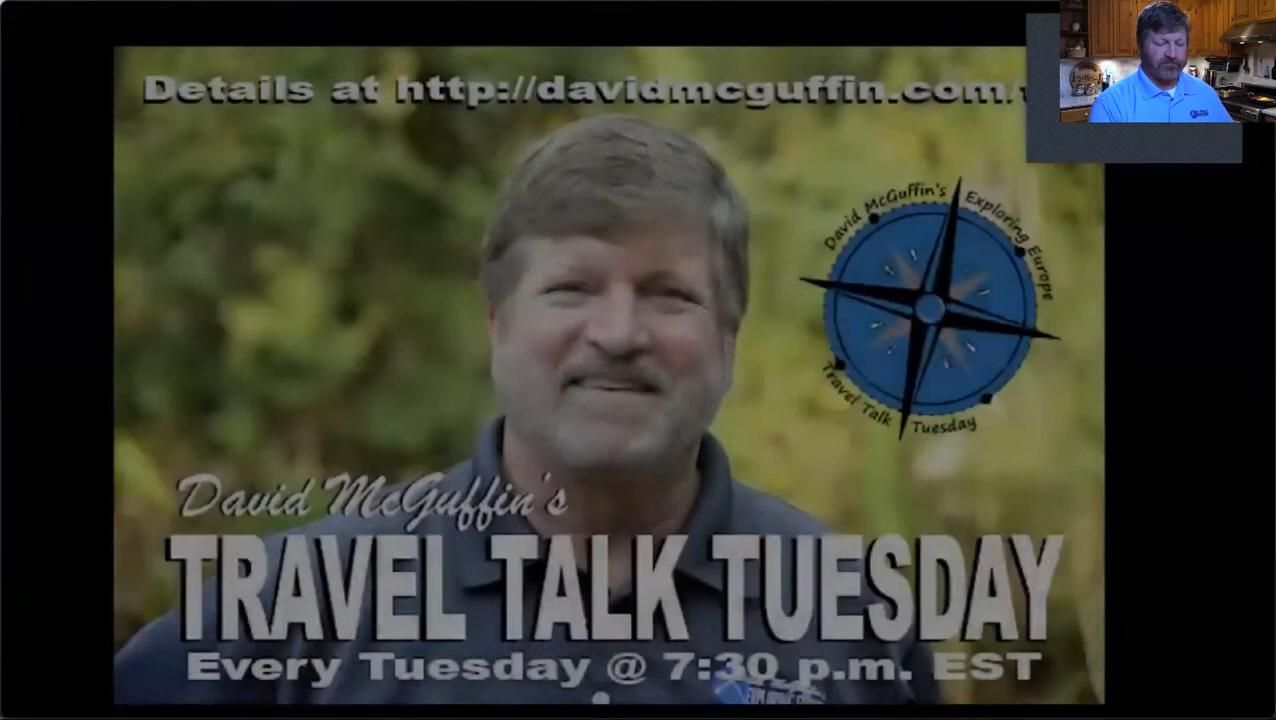 Details at http://davidmcguffin.com/
David McGuffin's Exploring Europe
Travel Talk Tuesday
David McGuffin's
TRAVEL TALK TUESDAY
Every Tuesday @ 7:30 p.m. EST